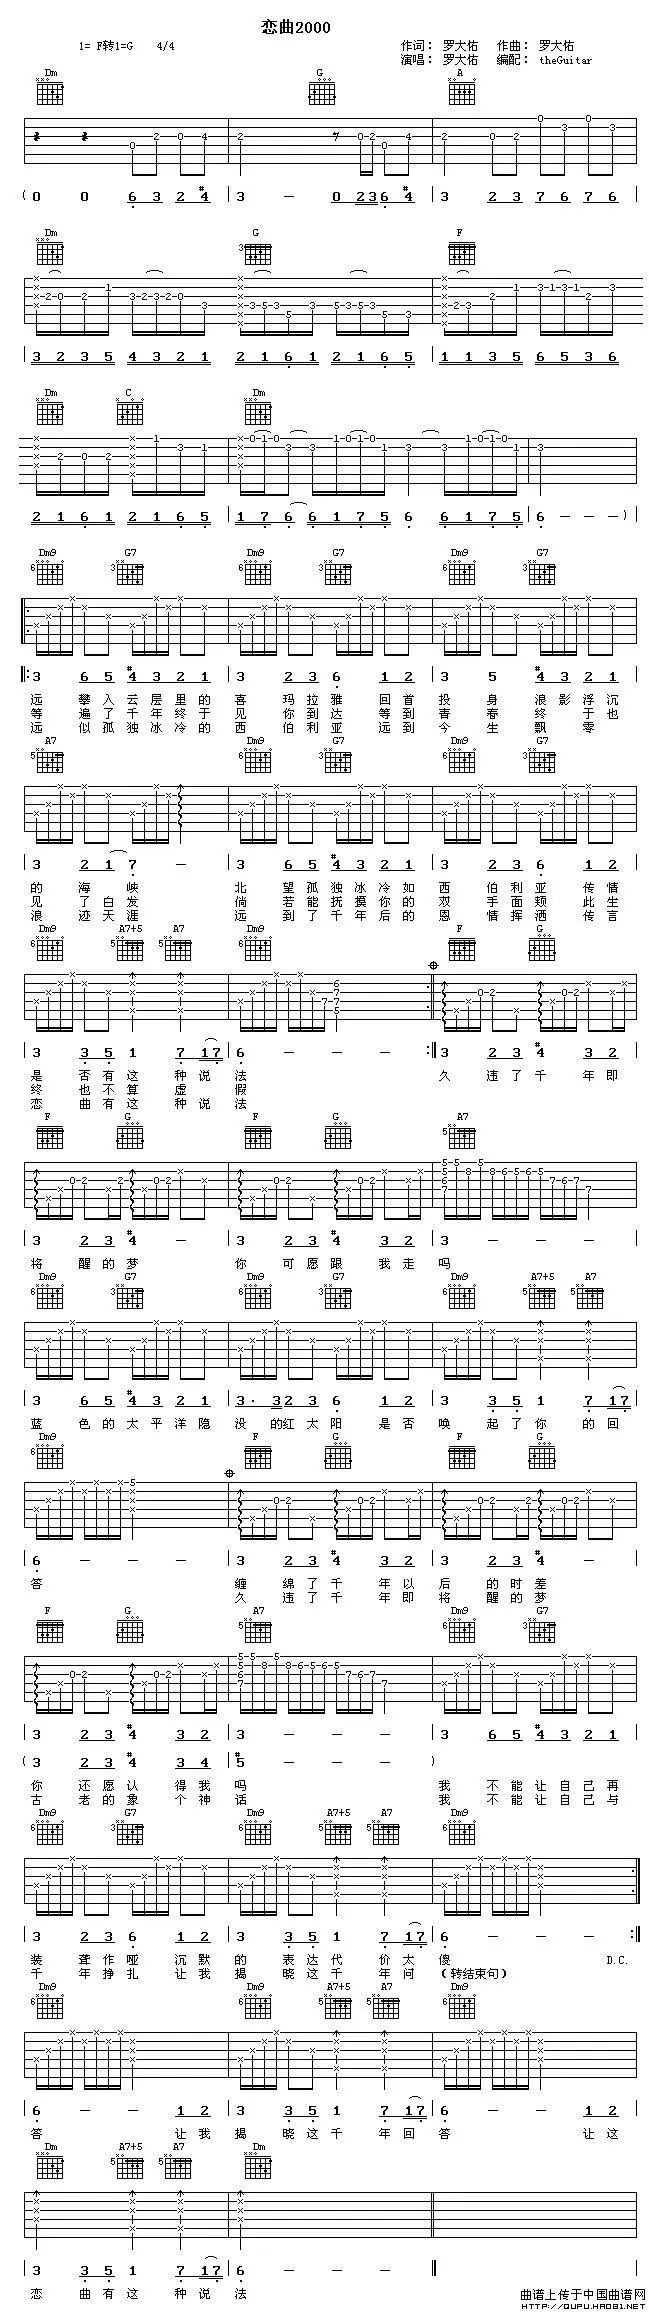 恋曲2000
1= F转1=G 4/4 作词： 罗大佑 作曲： 罗大佑
演唱： 罗大佑 编配： theGuitar
Dm G A
( 0 0 6 3 2 #4 | 3 － 0 2 3 6 #4 | 3 2 3 7 6 7 6 |
Dm G F
3 2 3 5 4 3 2 1 2 1 6 1 2 1 6 5 | 1 1 3 5 6 5 3 6
Dm C Dm
2 1 6 1 2 1 6 5 | 1 7 6 6 1 7 5 6 6 1 7 5 | 6 － － － )
Dm9 G7 Dm9 G7 Dm9 G7
3 6 5 #4 3 2 1 | 3 2 3 6 1 2 | 3 5 #4 3 2 1 |
远 攀入云层里的 喜 玛拉雅 回首 投 身 浪影浮沉
等 遍了千年终于 见 你到达 等到 青 春 终 于也
远 似孤独冰冷的 西 伯利亚 远到 今 生 飘 零
A7 Dm9 G7 Dm9 G7
3 2 1 7 － | 3 6 5 #4 3 2 1 | 3 2 3 6 1 2 |
的 海 峡 北 望孤独冰冷如 西 伯利亚 传情
见 了白发 倘 若能抚摸你的 双 手面颊 此生
浪 迹天涯 远 到了千年后的 恩 情挥洒 传言
Dm9 A7+5 A7 Dm9 F G
3 3 5 1 7 1 7 | 6 － － － :| 3 2 3 #4 3 2 |
是 否有这 种说法 久 违了千 年即
终 也不算 虚 假
恋 曲有这 种说法
F G F G A7
3 2 3 #4 － | 3 2 3 #4 3 2 | 3 － － － |
将 醒的梦 你 可愿跟 我走 吗
Dm9 G7 Dm9 G7 Dm9 A7+5 A7
3 6 5 #4 3 2 1 | 3· 3 2 3 6 1 2 | 3 3 5 1 7 1 7 |
蓝 色的太平洋隐 没 的红太阳 是否 唤 起了你 的回
Dm9 F G F G
6 － － － | 3 2 3 #4 3 2 | 3 2 3 #4 － |
答 缠 绵了千 年以 后 的时差
久 违了千 年即 将 醒的梦
F G A7 Dm9 G7
3 2 3 #4 3 2 | 3 － － － | 3 6 5 #4 3 2 1 |
( 3 2 3 #4 3 4 | #5 － － － )
你 还愿认 得我 吗 我 不能让自己再
古 老的象 个神 话 我 不能让自己与
Dm9 G7 Dm9 A7+5 A7 Dm9
3 2 3 6 1 2 | 3 3 5 1 7 1 7 | 6 － － － :|
装 聋作哑 沉默 的 表达代 价太 傻 D.C.
千 年挣扎 让我 揭 晓这千 年问 (转结束句)
Dm9 Dm9 A7+5 A7 Dm9
6 － － 1 2 | 3 3 5 1 7 1 7 | 6 － － 1 2 |
答 让我 揭 晓这千 年回 答 让这
Dm A7+5 A7 Dm
3 3 5 1 7 1 7 | 6 － － － ||
恋 曲有这 种说 法
曲谱上传于中国曲谱网
HTTP://QUPU.HAO81.NET